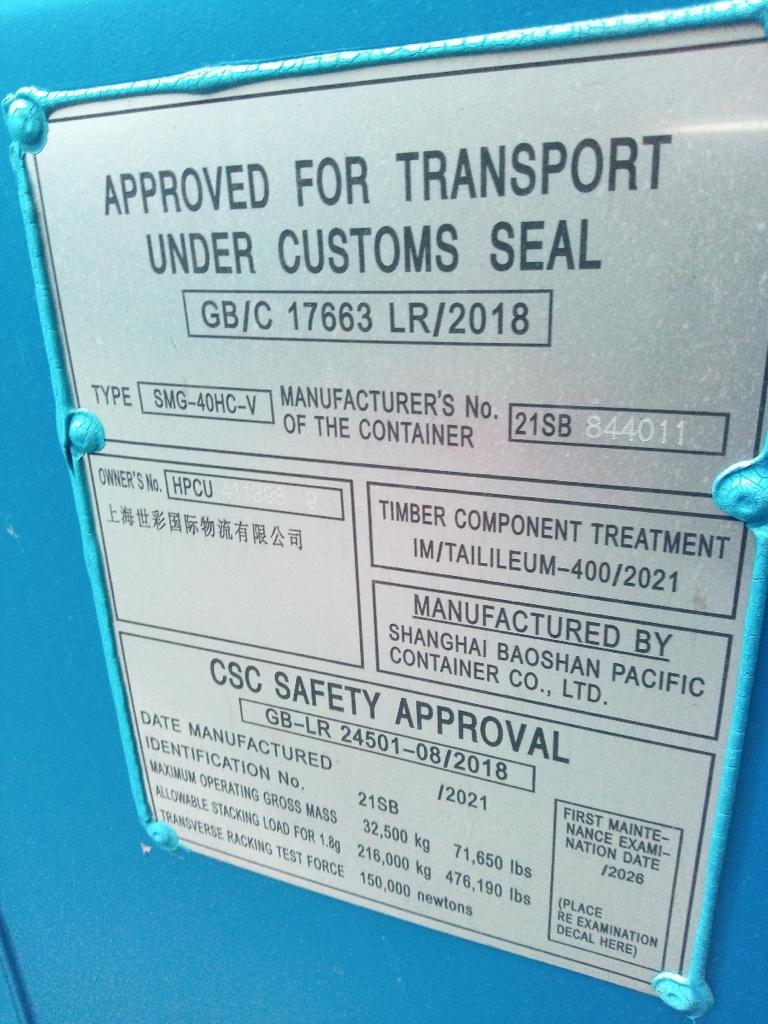 APPROVED FOR TRANSPORT
UNDER CUSTOMS SEAL
GB/C 17663 LR/2018
TYPE SMG-40HC-V
MANUFACTURER'S No.
OF THE CONTAINER
21SB 844011
OWNER'S No. HPCU
上海世彩国际物流有限公司
TIMBER COMPONENT TREATMENT
IM/TAILILEUM-400/2021
MANUFACTURED BY
SHANGHAI BAOSHAN PACIFIC
CONTAINER CO., LTD.
CSC SAFETY APPROVAL
GB-LR 24501-08/2018
DATE MANUFACTURED /2021
IDENTIFICATION No. 21SB
MAXIMUM OPERATING GROSS MASS 32,500 kg 71,650 lbs
ALLOWABLE STACKING LOAD FOR 1.8g 216,000 kg 476,190 lbs
TRANSVERSE RACKING TEST FORCE 150,000 newtons
FIRST MAINTE-
NANCE EXAMI-
NATION DATE
/2026
(PLACE
RE EXAMINATION
DECAL HERE)